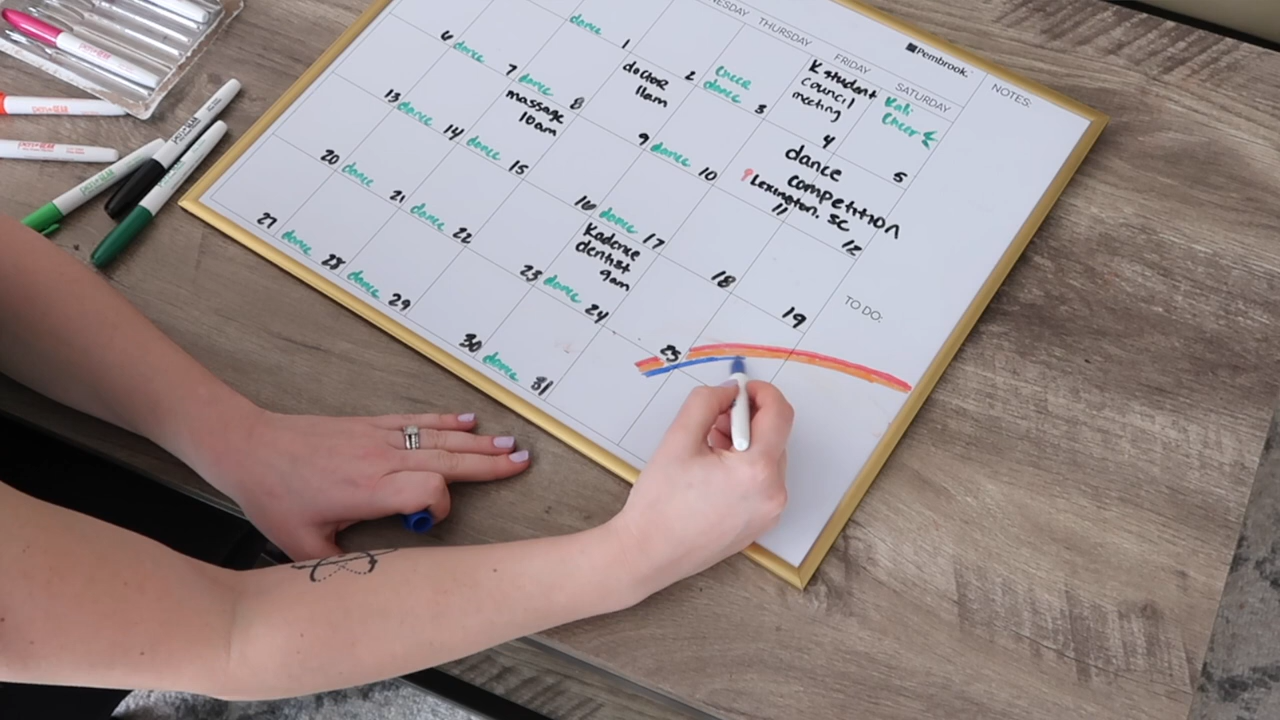 THURSDAY
FRIDAY
SATURDAY
Pembrook.
NOTES:
dance
1
doctor
11am
2
cheer
dance
3
K student
council
meeting
4
Kali
cheer
5
6
dance
7
dance
massage
10am
8
9
dance
10
dance
competition
Lexington, SC
11
12
13
dance
14
dance
15
16
dance
Kadence
dentist
9am
17
18
19
20
dance
21
dance
22
23
dance
24
25
27
dance
28
dance
29
30
dance
31
TO DO: